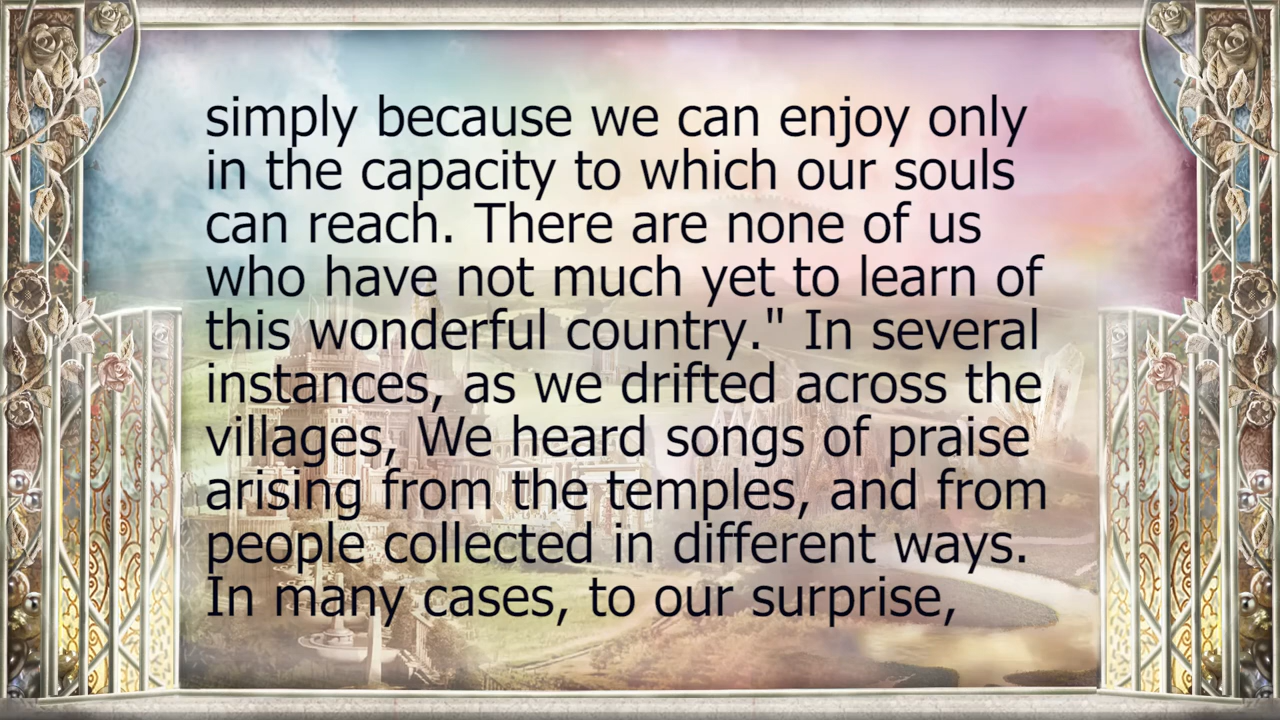 simply because we can enjoy only
in the capacity to which our souls
can reach. There are none of us
who have not much yet to learn of
this wonderful country." In several
instances, as we drifted across the
villages, We heard songs of praise
arising from the temples, and from
people collected in different ways.
In many cases, to our surprise,